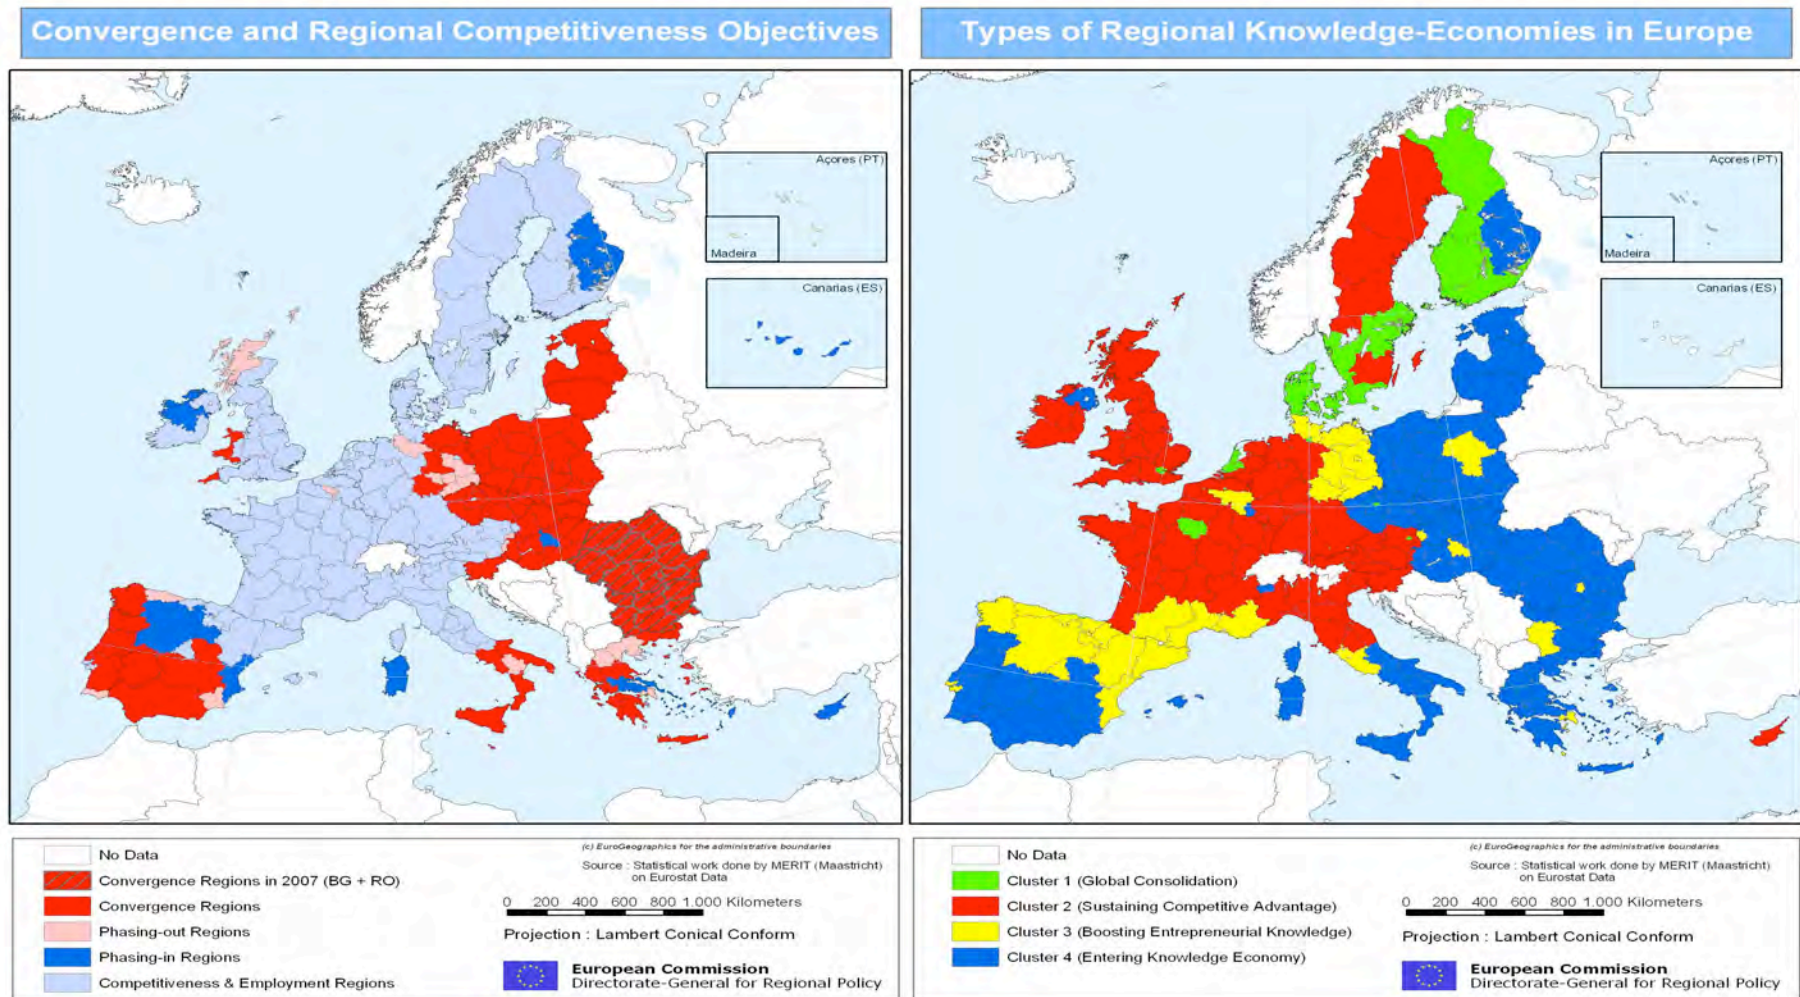 Convergence and Regional Competitiveness Objectives
Açores (PT)
Madeira
Canarias (ES)
No Data
Convergence Regions in 2007 (BG + RO)
Convergence Regions
Phasing-out Regions
Phasing-in Regions
Competitiveness & Employment Regions
(c) EuroGeographics for the administrative boundaries
Source : Statistical work done by MERIT (Maastricht)
on Eurostat Data
0 200 400 600 800 1.000 Kilometers
Projection : Lambert Conical Conform
European Commission
Directorate-General for Regional Policy
Types of Regional Knowledge-Economies in Europe
Açores (PT)
Madeira
Canarias (ES)
No Data
Cluster 1 (Global Consolidation)
Cluster 2 (Sustaining Competitive Advantage)
Cluster 3 (Boosting Entrepreneurial Knowledge)
Cluster 4 (Entering Knowledge Economy)
(c) EuroGeographics for the administrative boundaries
Source : Statistical work done by MERIT (Maastricht)
on Eurostat Data
0 200 400 600 800 1.000 Kilometers
Projection : Lambert Conical Conform
European Commission
Directorate-General for Regional Policy